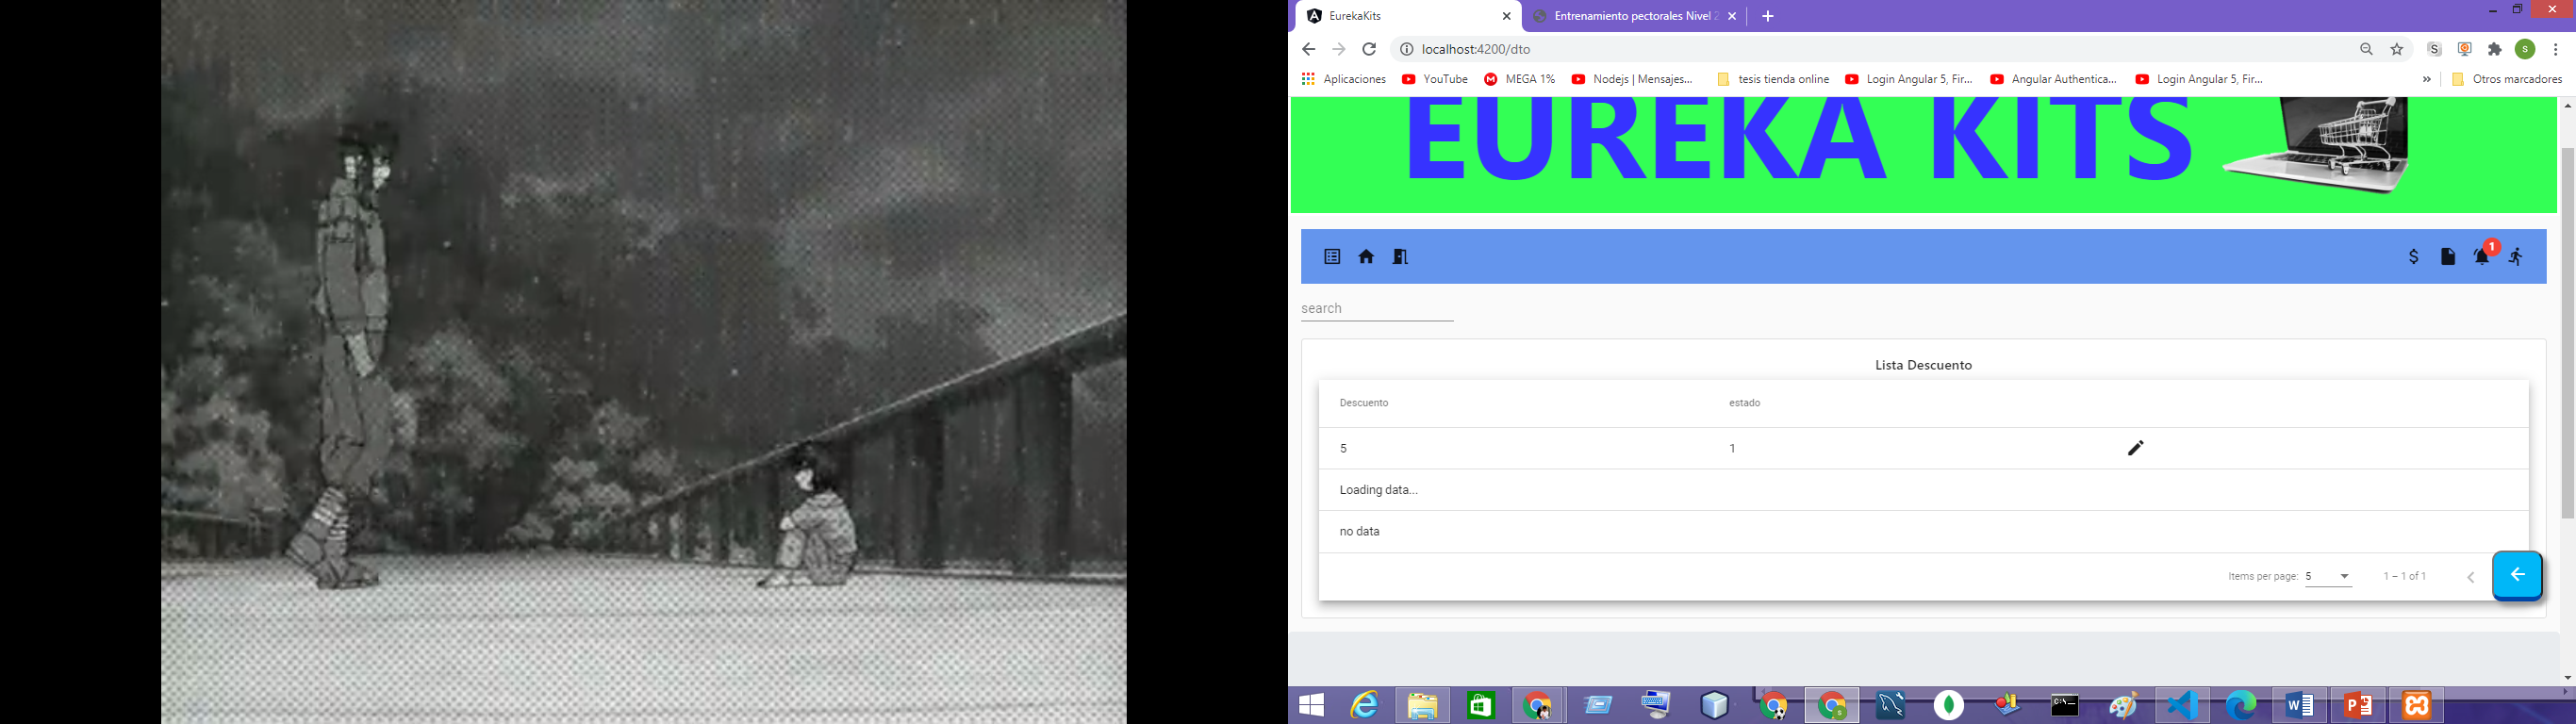 EurekaKits
Entrenamiento pectorales Nivel 2
localhost:4200/dto
S
s
Aplicaciones
YouTube
MEGA 1%
Nodejs | Mensajes...
tesis tienda online
Login Angular 5, Fir...
Angular Authentica...
Login Angular 5, Fir...
»
Otros marcadores
EUREKA KITS
$
1
search
Lista Descuento
Descuento
estado
5
1
Loading data...
no data
Items per page:
5
1 – 1 of 1